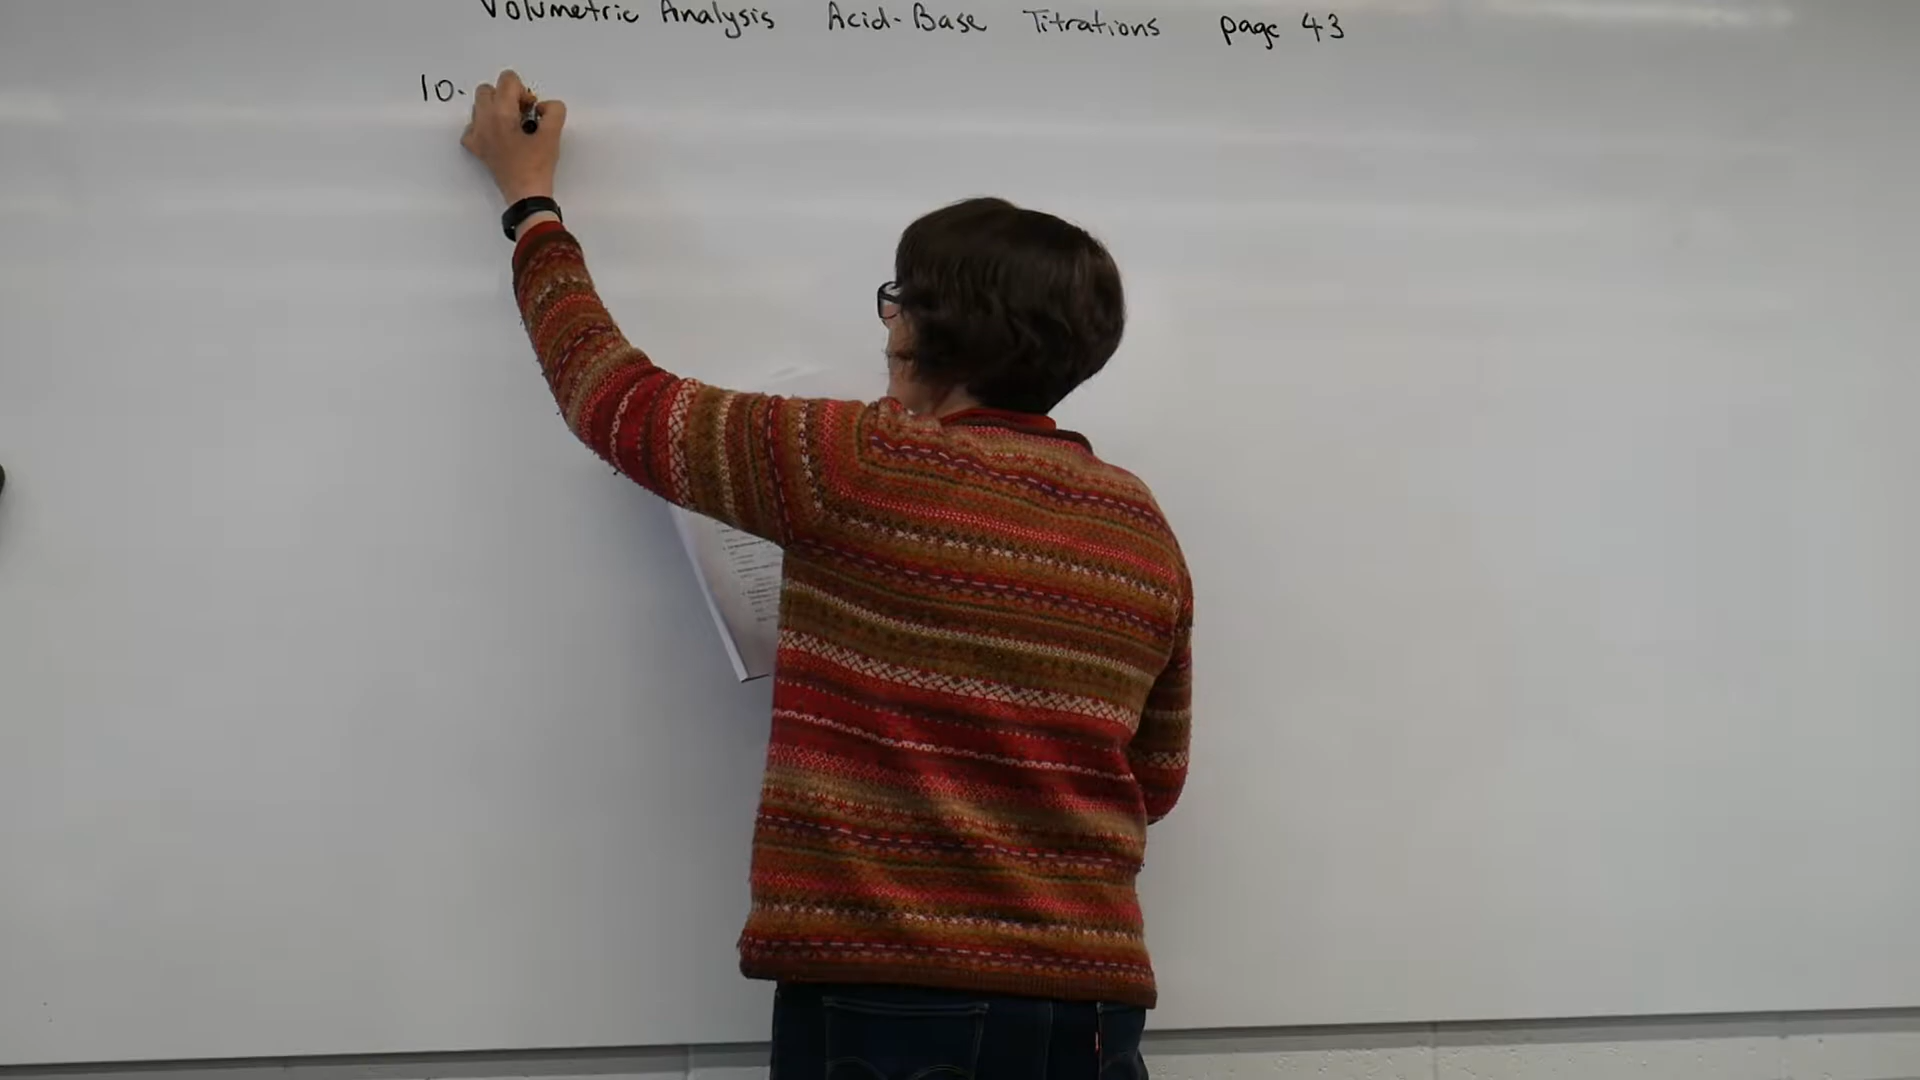 Volumetric Analysis Acid-Base Titrations page 43
10.